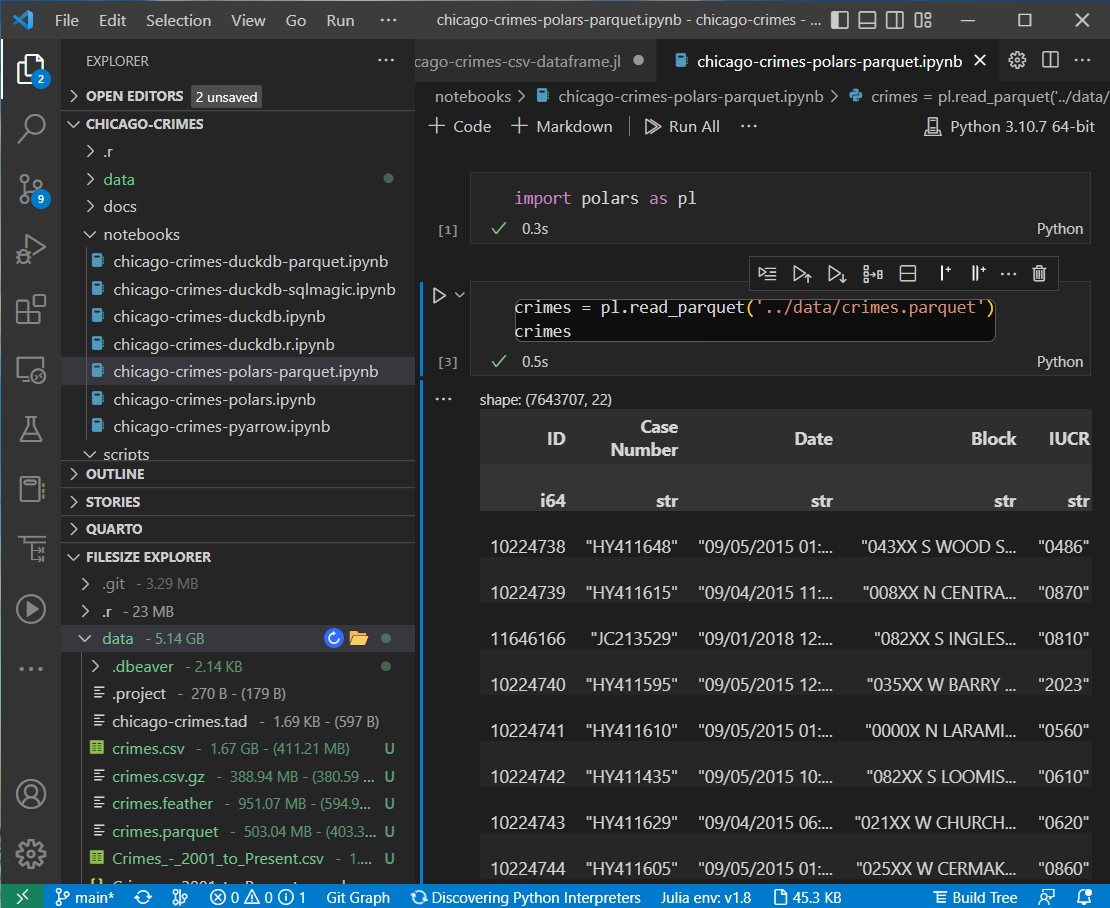 File Edit Selection View Go Run ··· chicago-crimes-polars-parquet.ipynb - chicago-crimes - ...
EXPLORER ···
2
OPEN EDITORS 2 unsaved
CHICAGO-CRIMES
.r
data
docs
9
notebooks
chicago-crimes-duckdb-parquet.ipynb
chicago-crimes-duckdb-sqlmagic.ipynb
chicago-crimes-duckdb.ipynb
chicago-crimes-duckdb.r.ipynb
chicago-crimes-polars-parquet.ipynb
chicago-crimes-polars.ipynb
chicago-crimes-pyarrow.ipynb
scripts
OUTLINE
STORIES
QUARTO
FILESIZE EXPLORER
.git - 3.29 MB
.r - 23 MB
data - 5.14 GB
.dbeaver - 2.14 KB
.project - 270 B - (179 B)
chicago-crimes.tad - 1.69 KB - (597 B)
crimes.csv - 1.67 GB - (411.21 MB) U
crimes.csv.gz - 388.94 MB - (380.59 ... U
crimes.feather - 951.07 MB - (594.9... U
crimes.parquet - 503.04 MB - (403.3... U
Crimes_-_2001_to_Present.csv - 1.... U
cago-crimes-csv-dataframe.jl chicago-crimes-polars-parquet.ipynb
notebooks > chicago-crimes-polars-parquet.ipynb > crimes = pl.read_parquet('../data/
+ Code + Markdown Run All ··· Python 3.10.7 64-bit
import polars as pl
[1] 0.3s Python
crimes = pl.read_parquet('../data/crimes.parquet')
crimes
[3] 0.5s Python
··· shape: (7643707, 22)
ID Case Number Date Block IUCR
i64 str str str str
10224738 "HY411648" "09/05/2015 01:... "043XX S WOOD S... "0486"
10224739 "HY411615" "09/04/2015 11:... "008XX N CENTRA... "0870"
11646166 "JC213529" "09/01/2018 12:... "082XX S INGLES... "0810"
10224740 "HY411595" "09/05/2015 12:... "035XX W BARRY ... "2023"
10224741 "HY411610" "09/05/2015 01:... "0000X N LARAMI... "0560"
10224742 "HY411435" "09/05/2015 10:... "082XX S LOOMIS... "0610"
10224743 "HY411629" "09/04/2015 06:... "021XX W CHURCH... "0620"
10224744 "HY411605" "09/05/2015 01:... "025XX W CERMAK... "0860"
main* 0 0 1 Git Graph Discovering Python Interpreters Julia env: v1.8 45.3 KB Build Tree